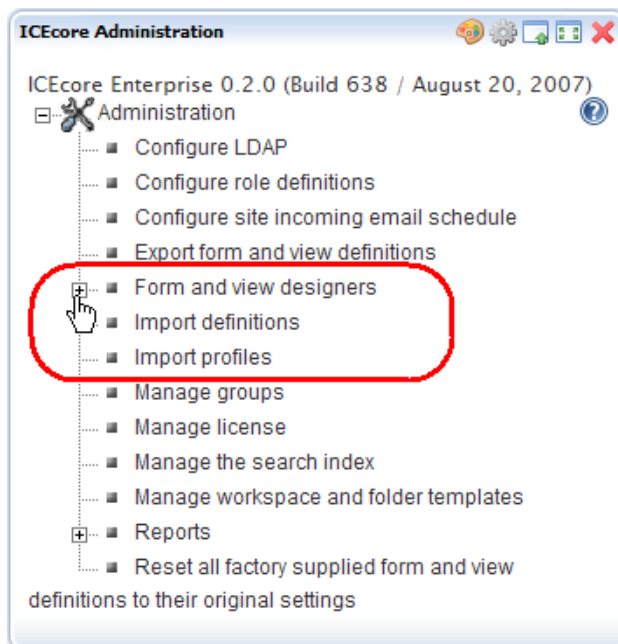 ICEcore Administration
ICEcore Enterprise 0.2.0 (Build 638 / August 20, 2007)
Administration
Configure LDAP
Configure role definitions
Configure site incoming email schedule
Export form and view definitions
Form and view designers
Import definitions
Import profiles
Manage groups
Manage license
Manage the search index
Manage workspace and folder templates
Reports
Reset all factory supplied form and view
definitions to their original settings